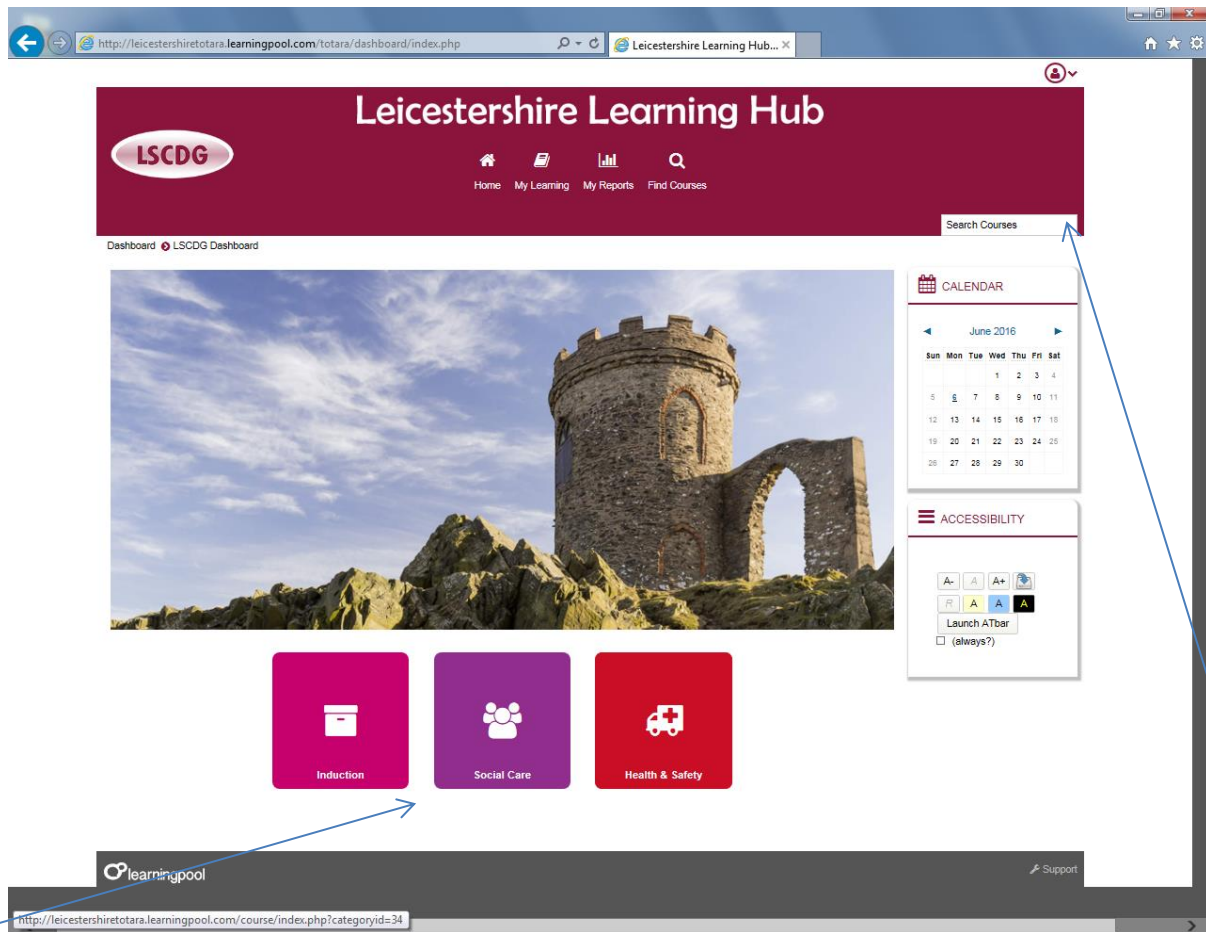 http://leicestershiretotara.learningpool.com/totara/dashboard/index.php
Leicestershire Learning Hub...
Leicestershire Learning Hub
LSCDG
Home My Learning My Reports Find Courses
Search Courses
Dashboard LSCDG Dashboard
CALENDAR
June 2016
Sun Mon Tue Wed Thu Fri Sat
1 2 3 4
5 6 7 8 9 10 11
12 13 14 15 16 17 18
19 20 21 22 23 24 25
26 27 28 29 30
ACCESSIBILITY
A- A A+
R A A A
Launch ATbar
(always?)
Induction Social Care Health & Safety
learningpool
Support
http://leicestershiretotara.learningpool.com/course/index.php?categoryid=34